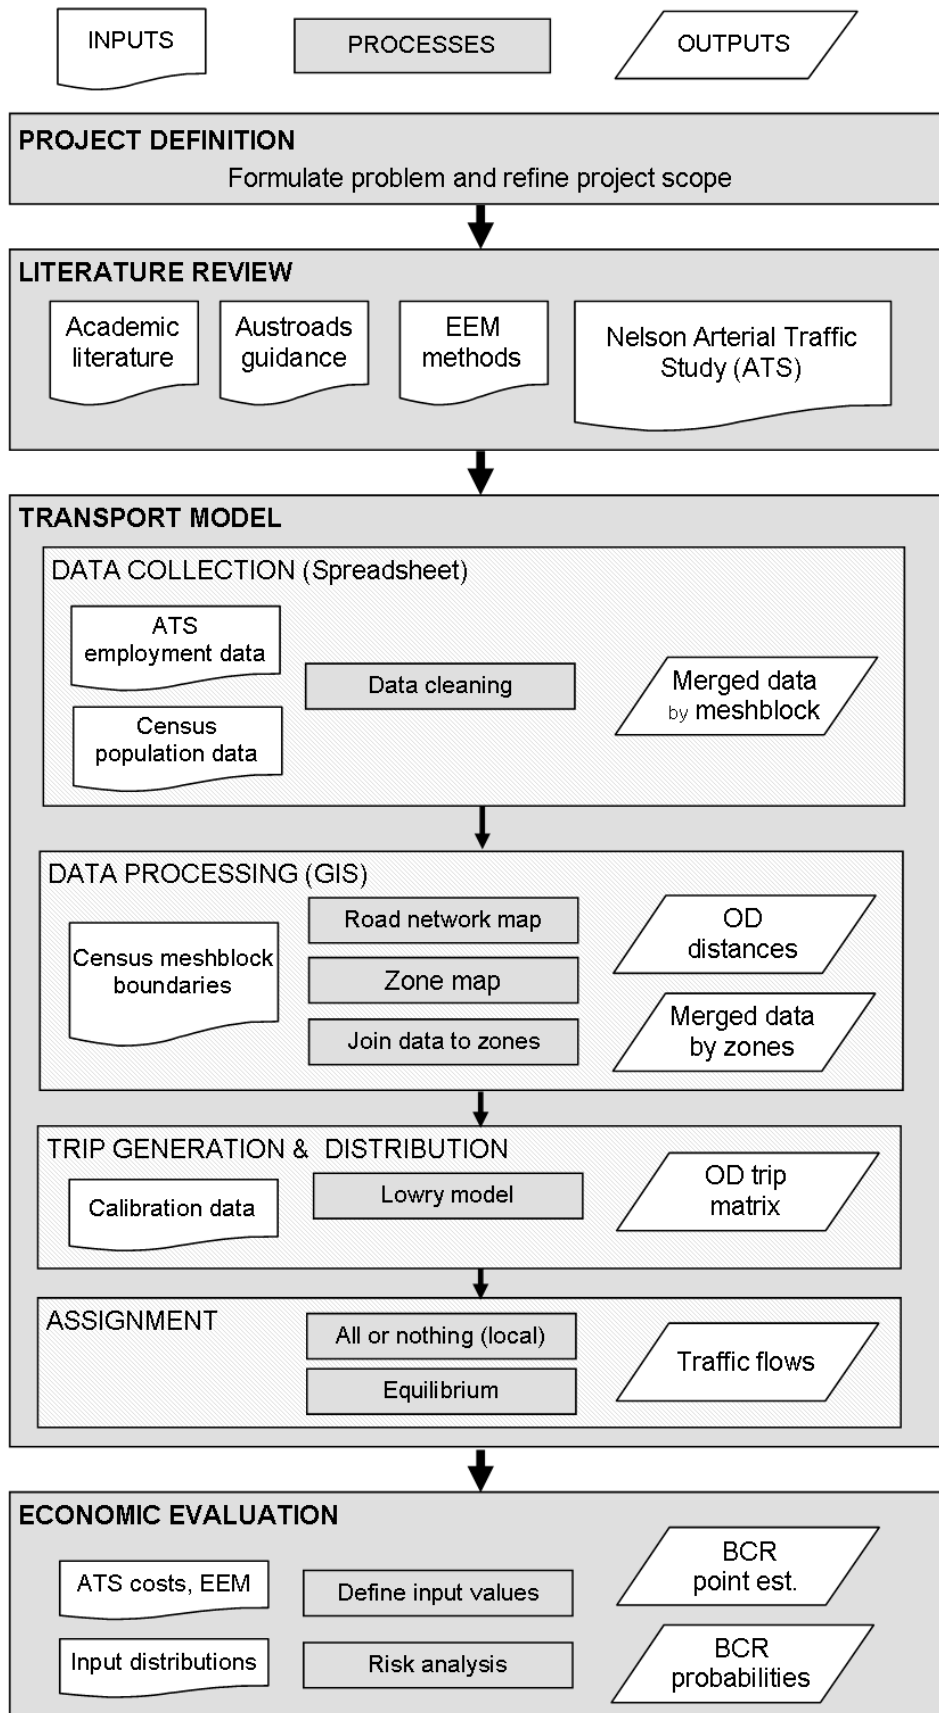 INPUTS
PROCESSES
OUTPUTS
PROJECT DEFINITION
Formulate problem and refine project scope
LITERATURE REVIEW
Academic
literature
Austroads
guidance
EEM
methods
Nelson Arterial Traffic
Study (ATS)
TRANSPORT MODEL
DATA COLLECTION (Spreadsheet)
ATS
employment data
Census
population data
Data cleaning
Merged data
by meshblock
DATA PROCESSING (GIS)
Census meshblock
boundaries
Road network map
Zone map
Join data to zones
OD
distances
Merged data
by zones
TRIP GENERATION & DISTRIBUTION
Calibration data
Lowry model
OD trip
matrix
ASSIGNMENT
All or nothing (local)
Equilibrium
Traffic flows
ECONOMIC EVALUATION
ATS costs, EEM
Input distributions
Define input values
Risk analysis
BCR
point est.
BCR
probabilities